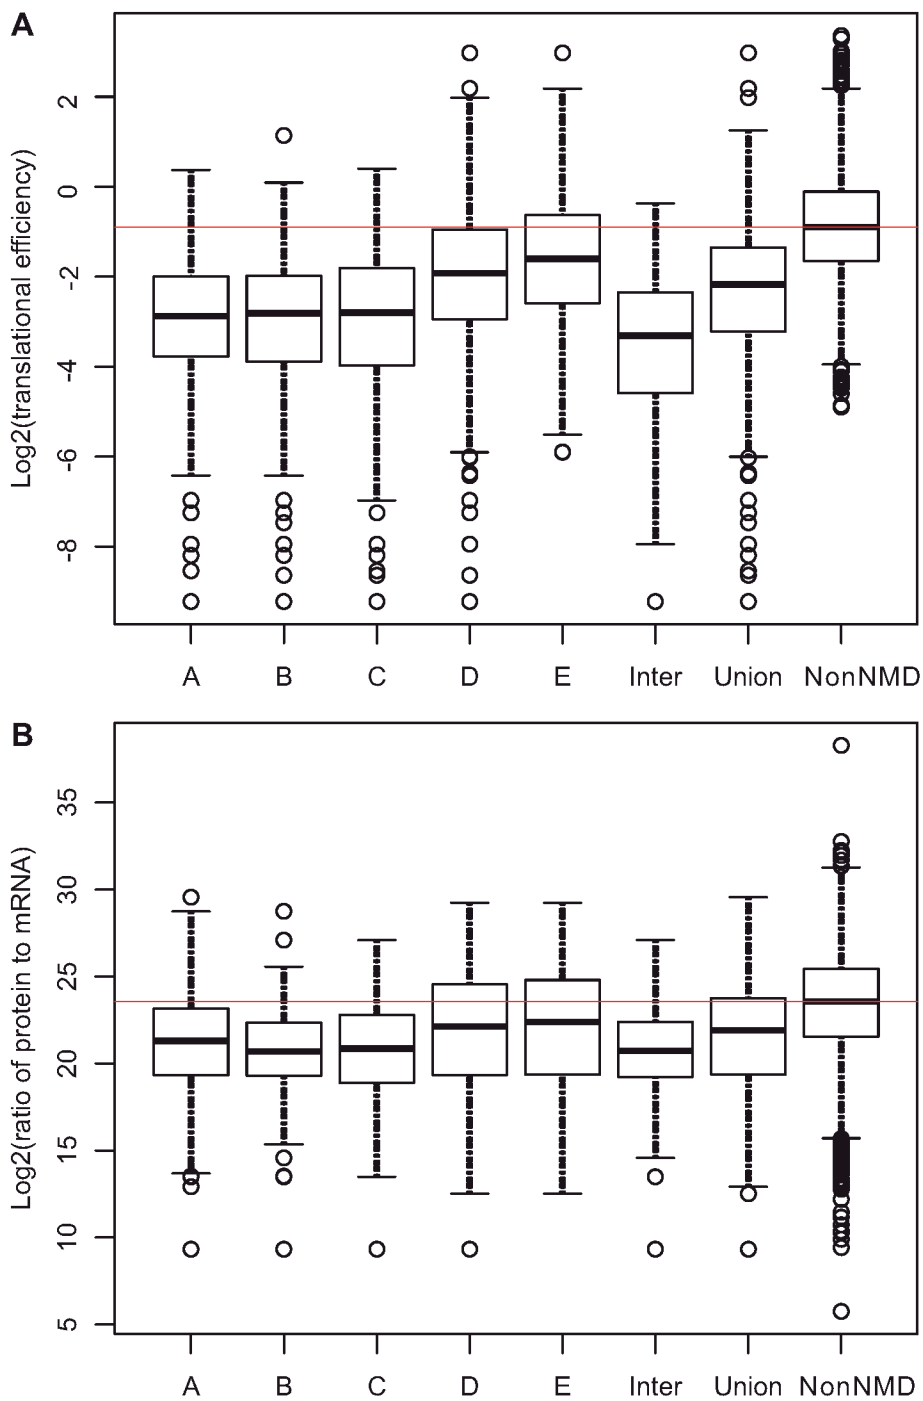 A
Log2(translational efficiency)
2
0
-2
-4
-6
-8
A B C D E Inter Union NonNMD
B
Log2(ratio of protein to mRNA)
35
30
25
20
15
10
5
A B C D E Inter Union NonNMD